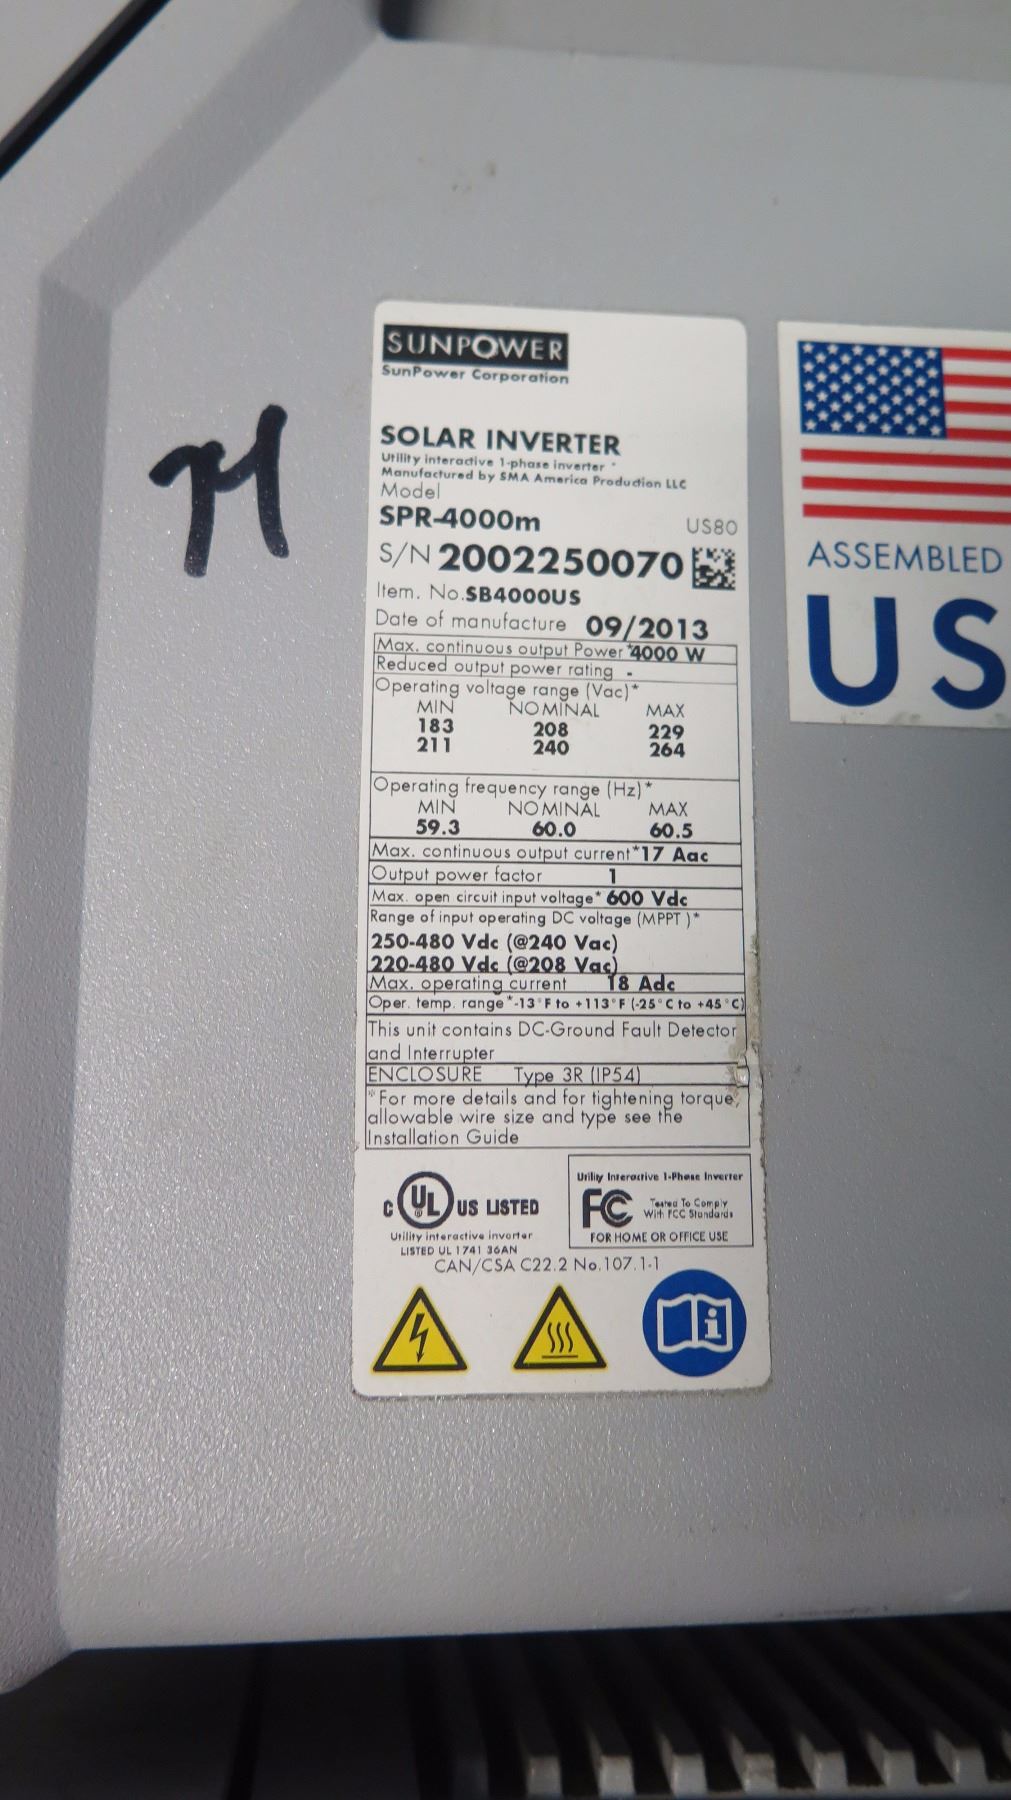 SUNPOWER
SunPower Corporation
SOLAR INVERTER
Utility interactive 1-phase inverter
Manufactured by SMA America Production LLC
Model
SPR-4000m US80
S/N 2002250070
Item. No.SB4000US
Date of manufacture 09/2013
Max. continuous output Power*4000 W
Reduced output power rating -
Operating voltage range (Vac)*
MIN NOMINAL MAX
183 208 229
211 240 264
Operating frequency range (Hz)*
MIN NOMINAL MAX
59.3 60.0 60.5
Max. continuous output current*17 Aac
Output power factor 1
Max. open circuit input voltage* 600 Vdc
Range of input operating DC voltage (MPPT )*
250-480 Vdc (@240 Vac)
220-480 Vdc (@208 Vac)
Max. operating current 18 Adc
Oper. temp. range*-13°F to +113°F (-25°C to +45°C)
This unit contains DC-Ground Fault Detector
and Interrupter
ENCLOSURE Type 3R (IP54)
*For more details and for tightening torque,
allowable wire size and type see the
Installation Guide
C UL US LISTED
Utility interactive inverter
LISTED UL 1741 36AN
CAN/CSA C22.2 No.107.1-1
Utility Interactive 1-Phase Inverter
FC Tested To Comply
With FCC Standards
FOR HOME OR OFFICE USE
ASSEMBLED
US